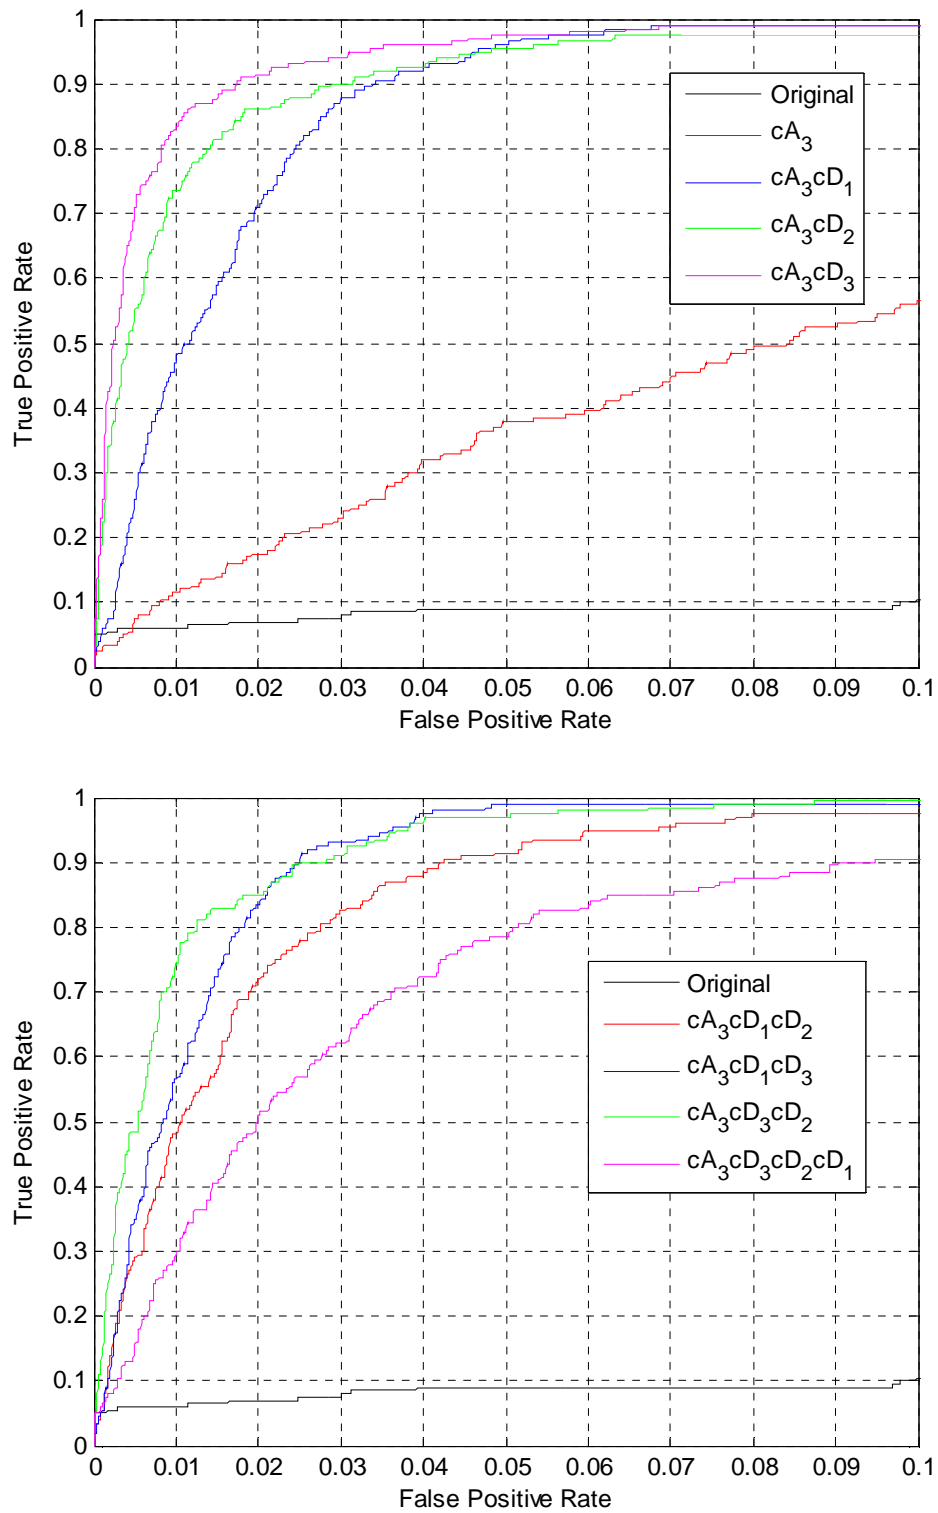 1
0.9
0.8
0.7
0.6
0.5
0.4
0.3
0.2
0.1
0
True Positive Rate
Original
cA3
cA3cD1
cA3cD2
cA3cD3
0 0.01 0.02 0.03 0.04 0.05 0.06 0.07 0.08 0.09 0.1
False Positive Rate
1
0.9
0.8
0.7
0.6
0.5
0.4
0.3
0.2
0.1
0
True Positive Rate
Original
cA3cD1cD2
cA3cD1cD3
cA3cD3cD2
cA3cD3cD2cD1
0 0.01 0.02 0.03 0.04 0.05 0.06 0.07 0.08 0.09 0.1
False Positive Rate